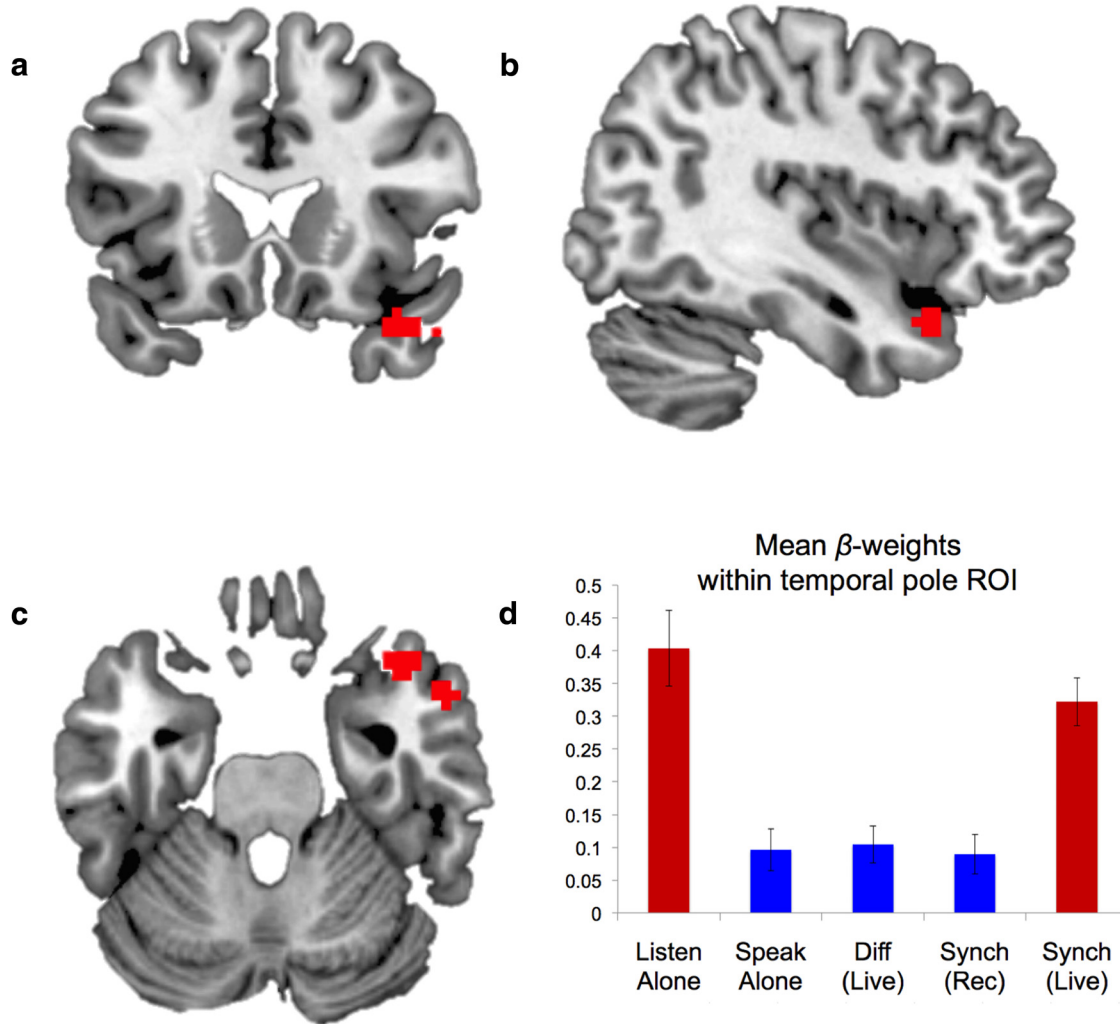 a
b
c
d
Mean β-weights
within temporal pole ROI
0.5
0.45
0.4
0.35
0.3
0.25
0.2
0.15
0.1
0.05
0
Listen Speak Diff Synch Synch
Alone Alone (Live) (Rec) (Live)